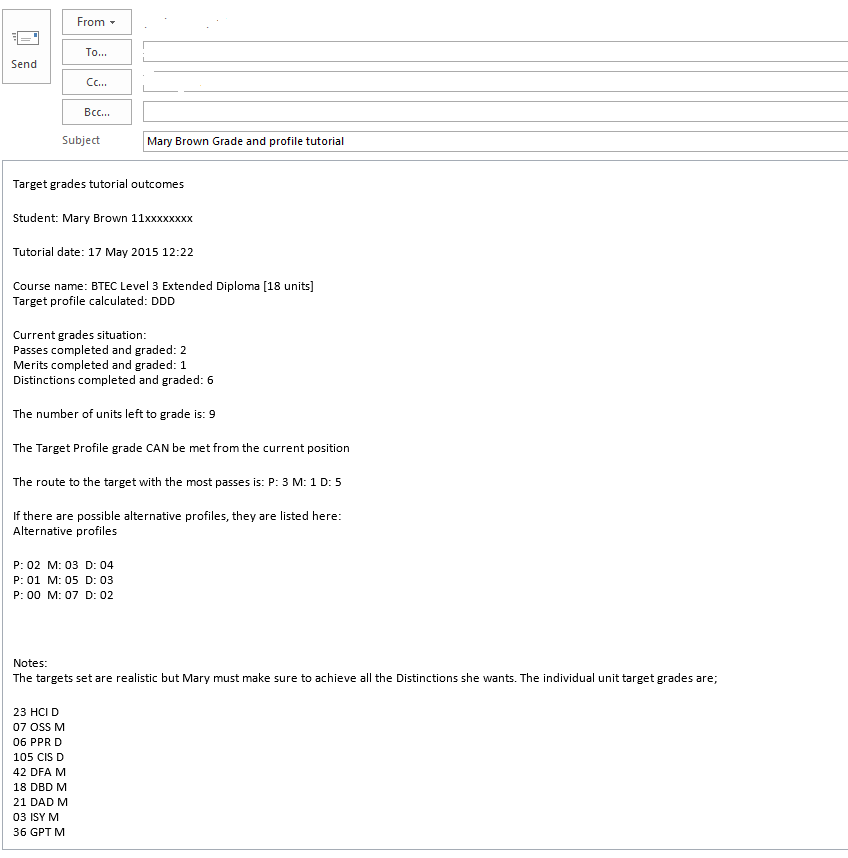 From
To...
Send
Cc...
Bcc...
Subject
Mary Brown Grade and profile tutorial
Target grades tutorial outcomes
Student: Mary Brown 11xxxxxxxx
Tutorial date: 17 May 2015 12:22
Course name: BTEC Level 3 Extended Diploma [18 units]
Target profile calculated: DDD
Current grades situation:
Passes completed and graded: 2
Merits completed and graded: 1
Distinctions completed and graded: 6
The number of units left to grade is: 9
The Target Profile grade CAN be met from the current position
The route to the target with the most passes is: P: 3 M: 1 D: 5
If there are possible alternative profiles, they are listed here:
Alternative profiles
P: 02 M: 03 D: 04
P: 01 M: 05 D: 03
P: 00 M: 07 D: 02
Notes:
The targets set are realistic but Mary must make sure to achieve all the Distinctions she wants. The individual unit target grades are;
23 HCI D
07 OSS M
06 PPR D
105 CIS D
42 DFA M
18 DBD M
21 DAD M
03 ISY M
36 GPT M